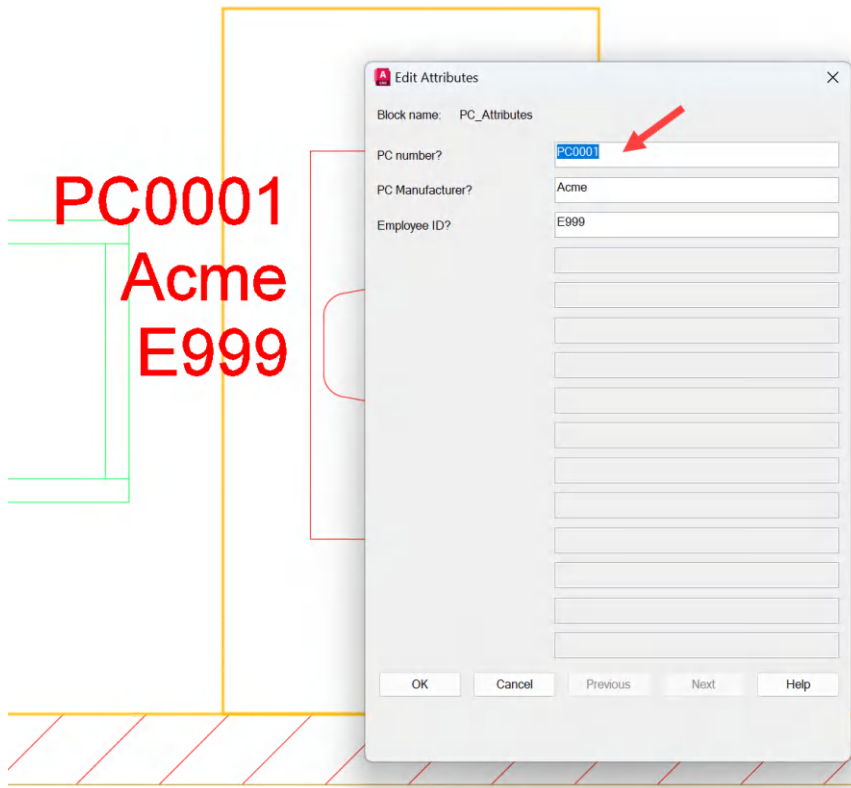 Edit Attributes
Block name: PC_Attributes
PC number? PC0001
PC Manufacturer? Acme
Employee ID? E999
PC0001
Acme
E999
OK Cancel Previous Next Help